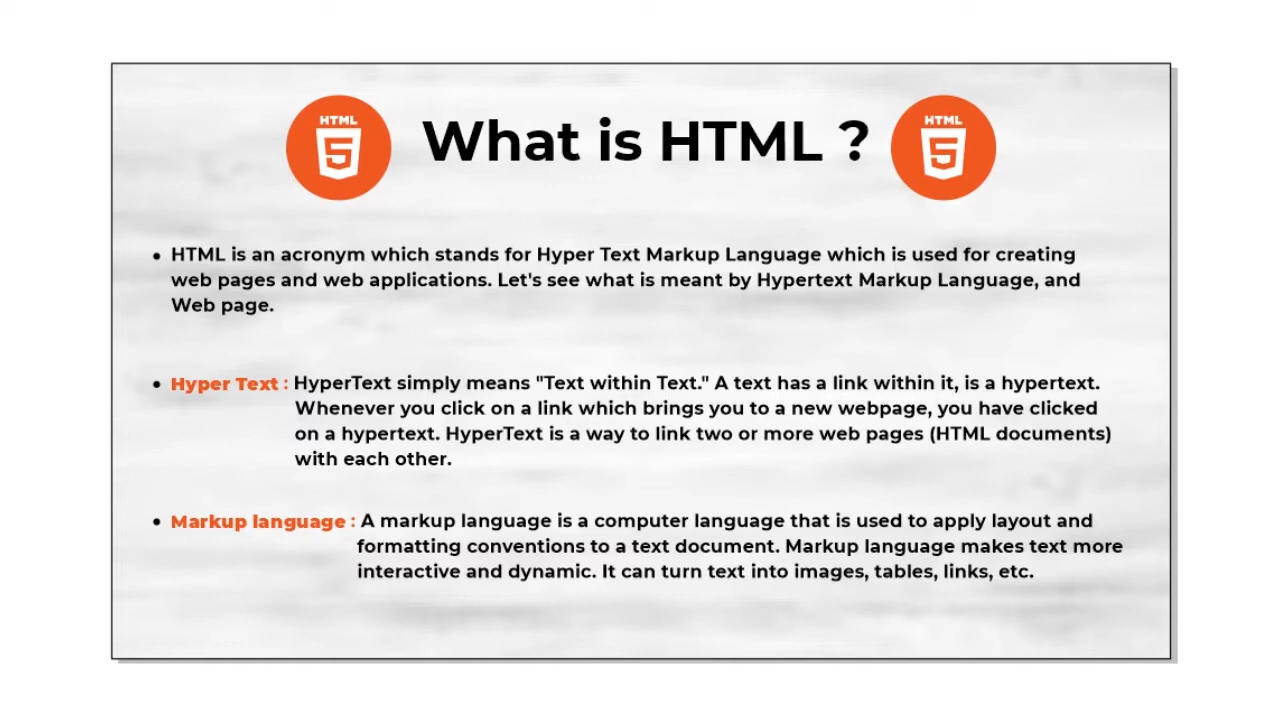 HTML
5
What is HTML ?
HTML
5
• HTML is an acronym which stands for Hyper Text Markup Language which is used for creating
web pages and web applications. Let's see what is meant by Hypertext Markup Language, and
Web page.
• Hyper Text : HyperText simply means "Text within Text." A text has a link within it, is a hypertext.
Whenever you click on a link which brings you to a new webpage, you have clicked
on a hypertext. HyperText is a way to link two or more web pages (HTML documents)
with each other.
• Markup language : A markup language is a computer language that is used to apply layout and
formatting conventions to a text document. Markup language makes text more
interactive and dynamic. It can turn text into images, tables, links, etc.